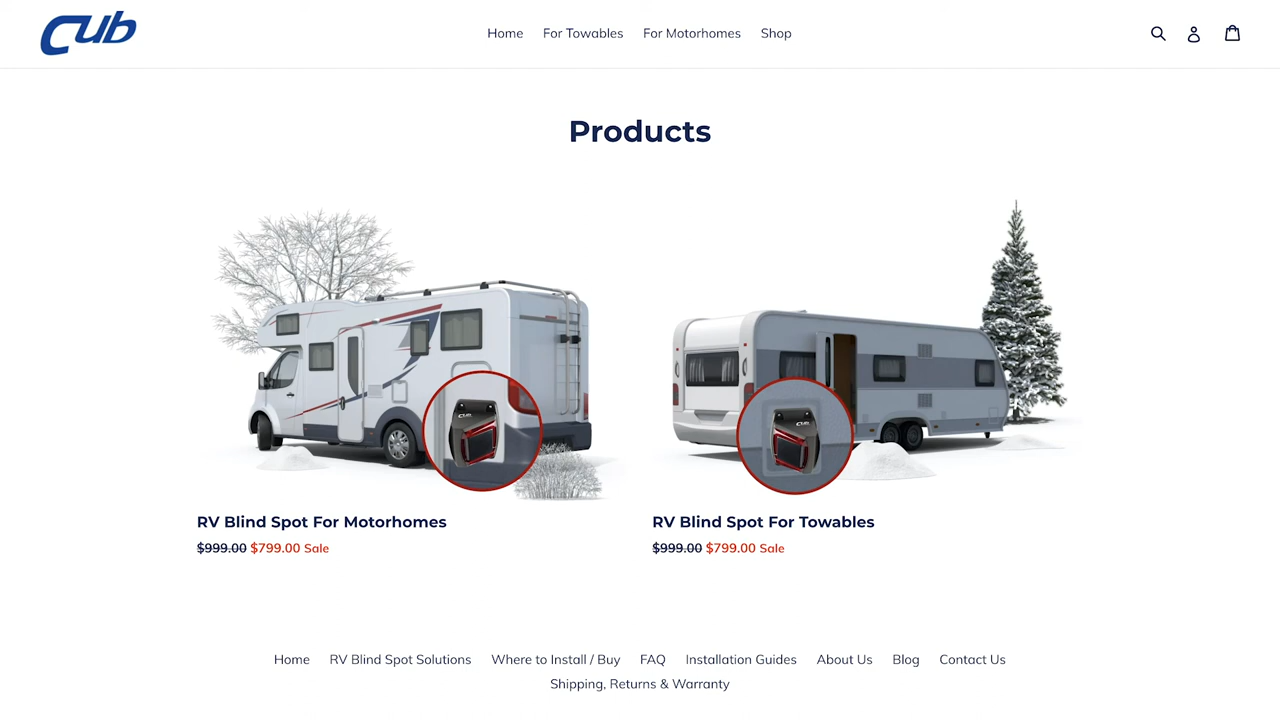 Cub
Home For Towables For Motorhomes Shop
Products
CUB
CUB
RV Blind Spot For Motorhomes
$999.00 $799.00 Sale
RV Blind Spot For Towables
$999.00 $799.00 Sale
Home RV Blind Spot Solutions Where to Install / Buy FAQ Installation Guides About Us Blog Contact Us
Shipping, Returns & Warranty